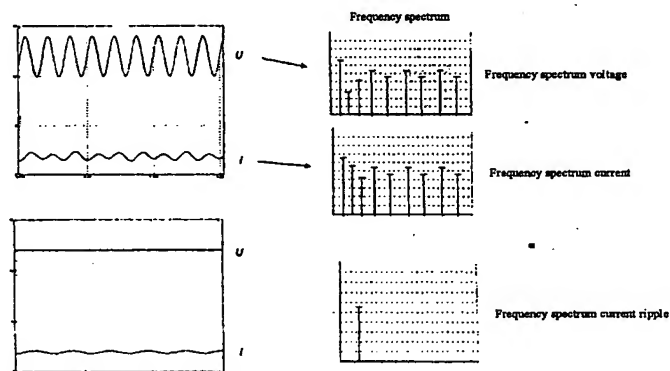 Frequency spectrum
U
Frequency spectrum voltage
I
Frequency spectrum current
U
I
Frequency spectrum current ripple